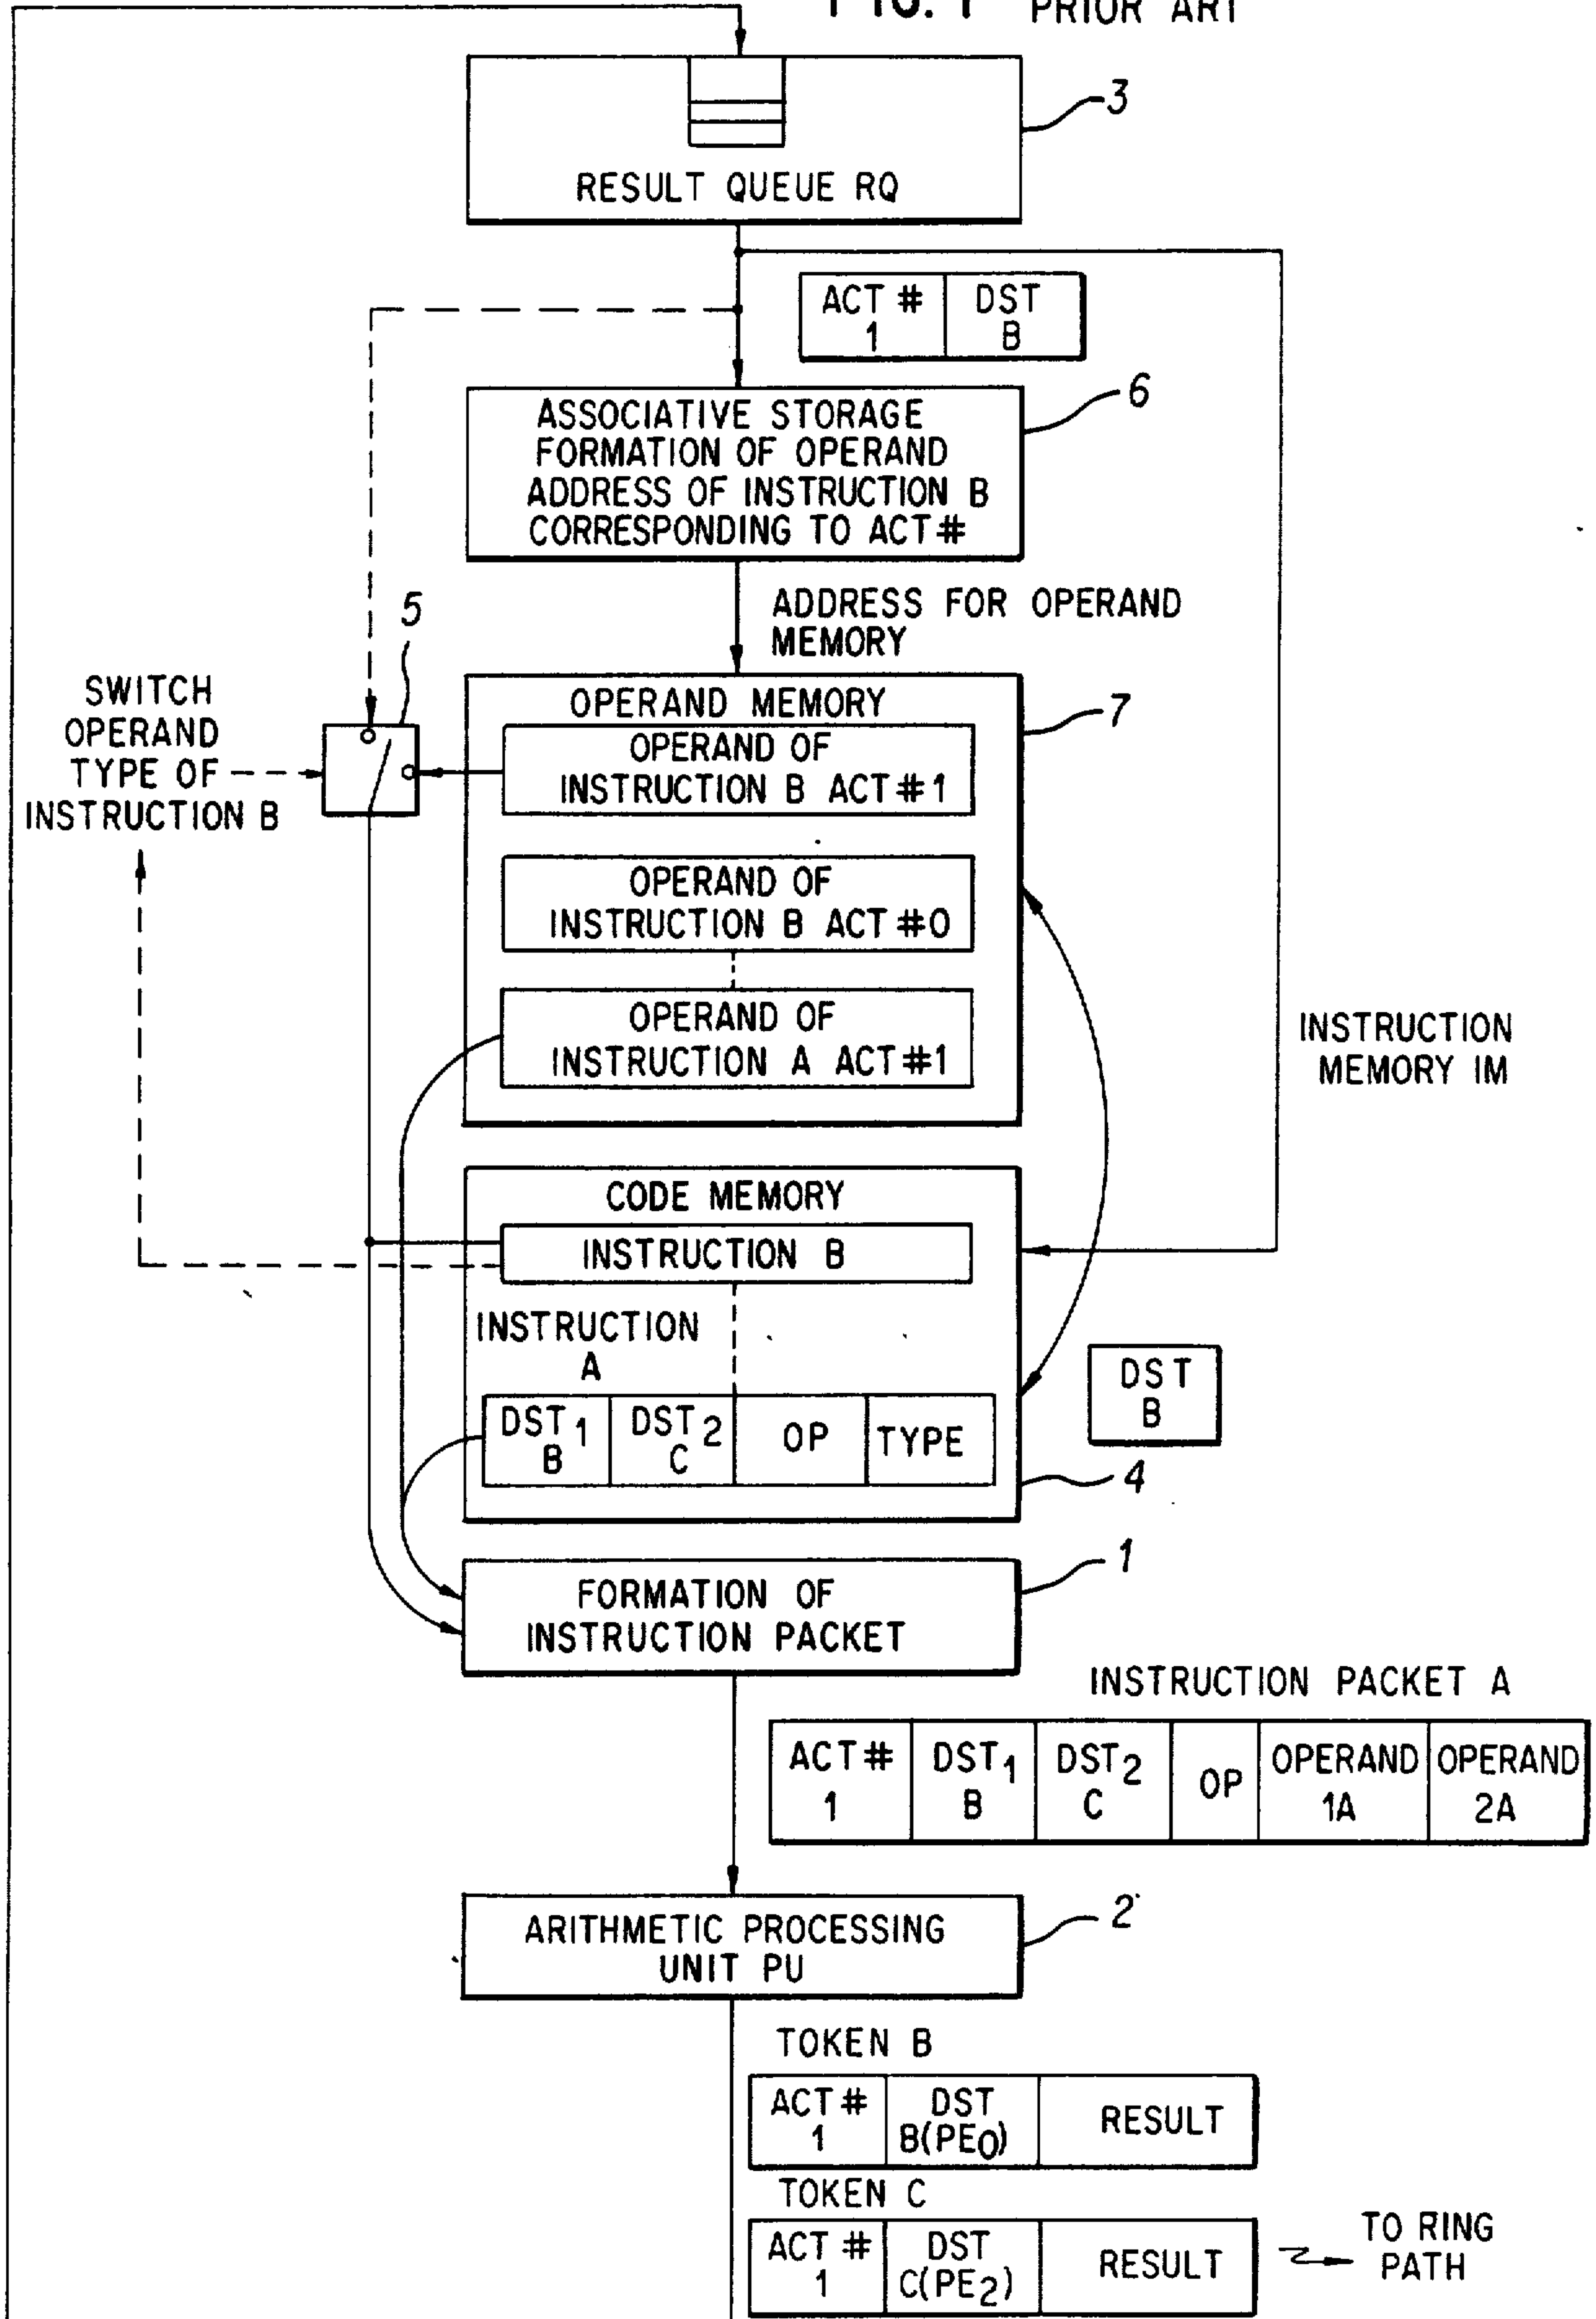 FIG. 1 PRIOR ART
3
RESULT QUEUE RQ
ACT # DST
1 B
6
ASSOCIATIVE STORAGE
FORMATION OF OPERAND
ADDRESS OF INSTRUCTION B
CORRESPONDING TO ACT#
ADDRESS FOR OPERAND
MEMORY
5
SWITCH
OPERAND
TYPE OF
INSTRUCTION B
OPERAND MEMORY
7
OPERAND OF
INSTRUCTION B ACT #1
OPERAND OF
INSTRUCTION B ACT #0
OPERAND OF
INSTRUCTION A ACT #1
INSTRUCTION
MEMORY IM
CODE MEMORY
INSTRUCTION B
INSTRUCTION
A
DST1 DST2 OP TYPE
B C
DST
B
4
1
FORMATION OF
INSTRUCTION PACKET
INSTRUCTION PACKET A
ACT # DST1 DST2 OP OPERAND OPERAND
1 B C 1A 2A
2
ARITHMETIC PROCESSING
UNIT PU
TOKEN B
ACT # DST RESULT
1 B(PE0)
TOKEN C
ACT # DST RESULT
1 C(PE2)
TO RING
PATH